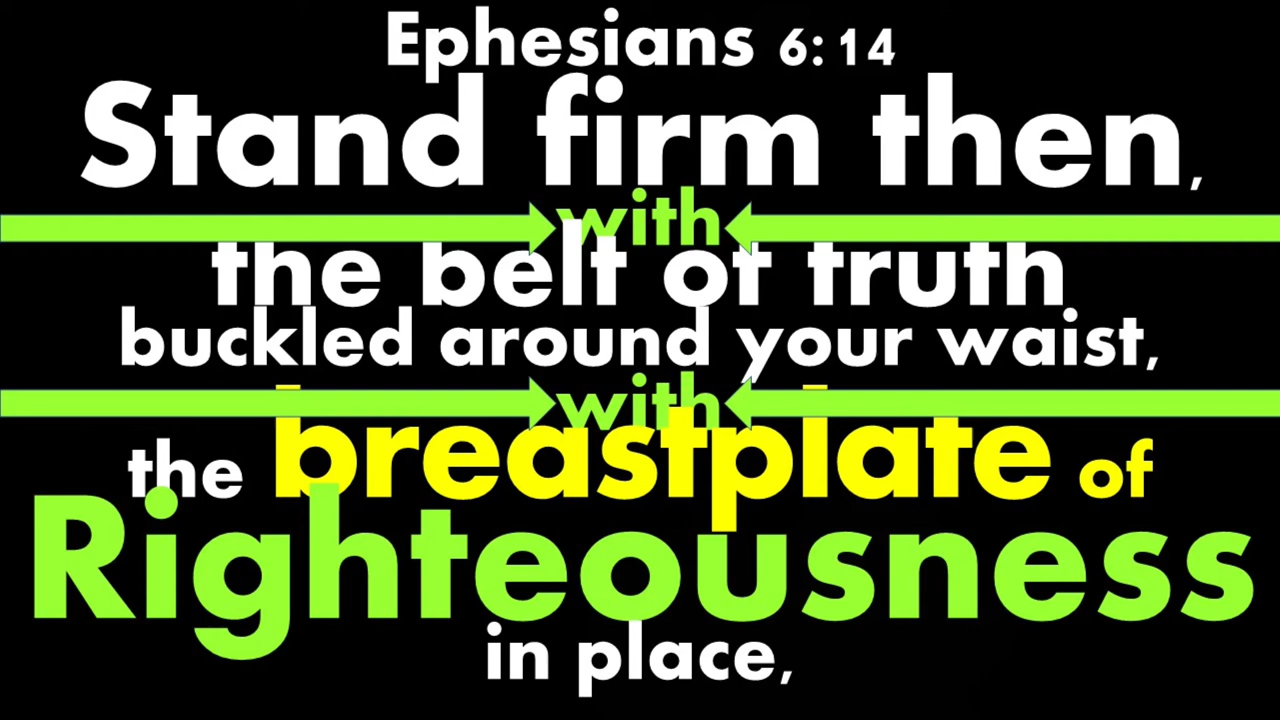 Ephesians 6:14
Stand firm then,
with
the belt of truth
buckled around your waist,
with
the breastplate of
Righteousness
in place,